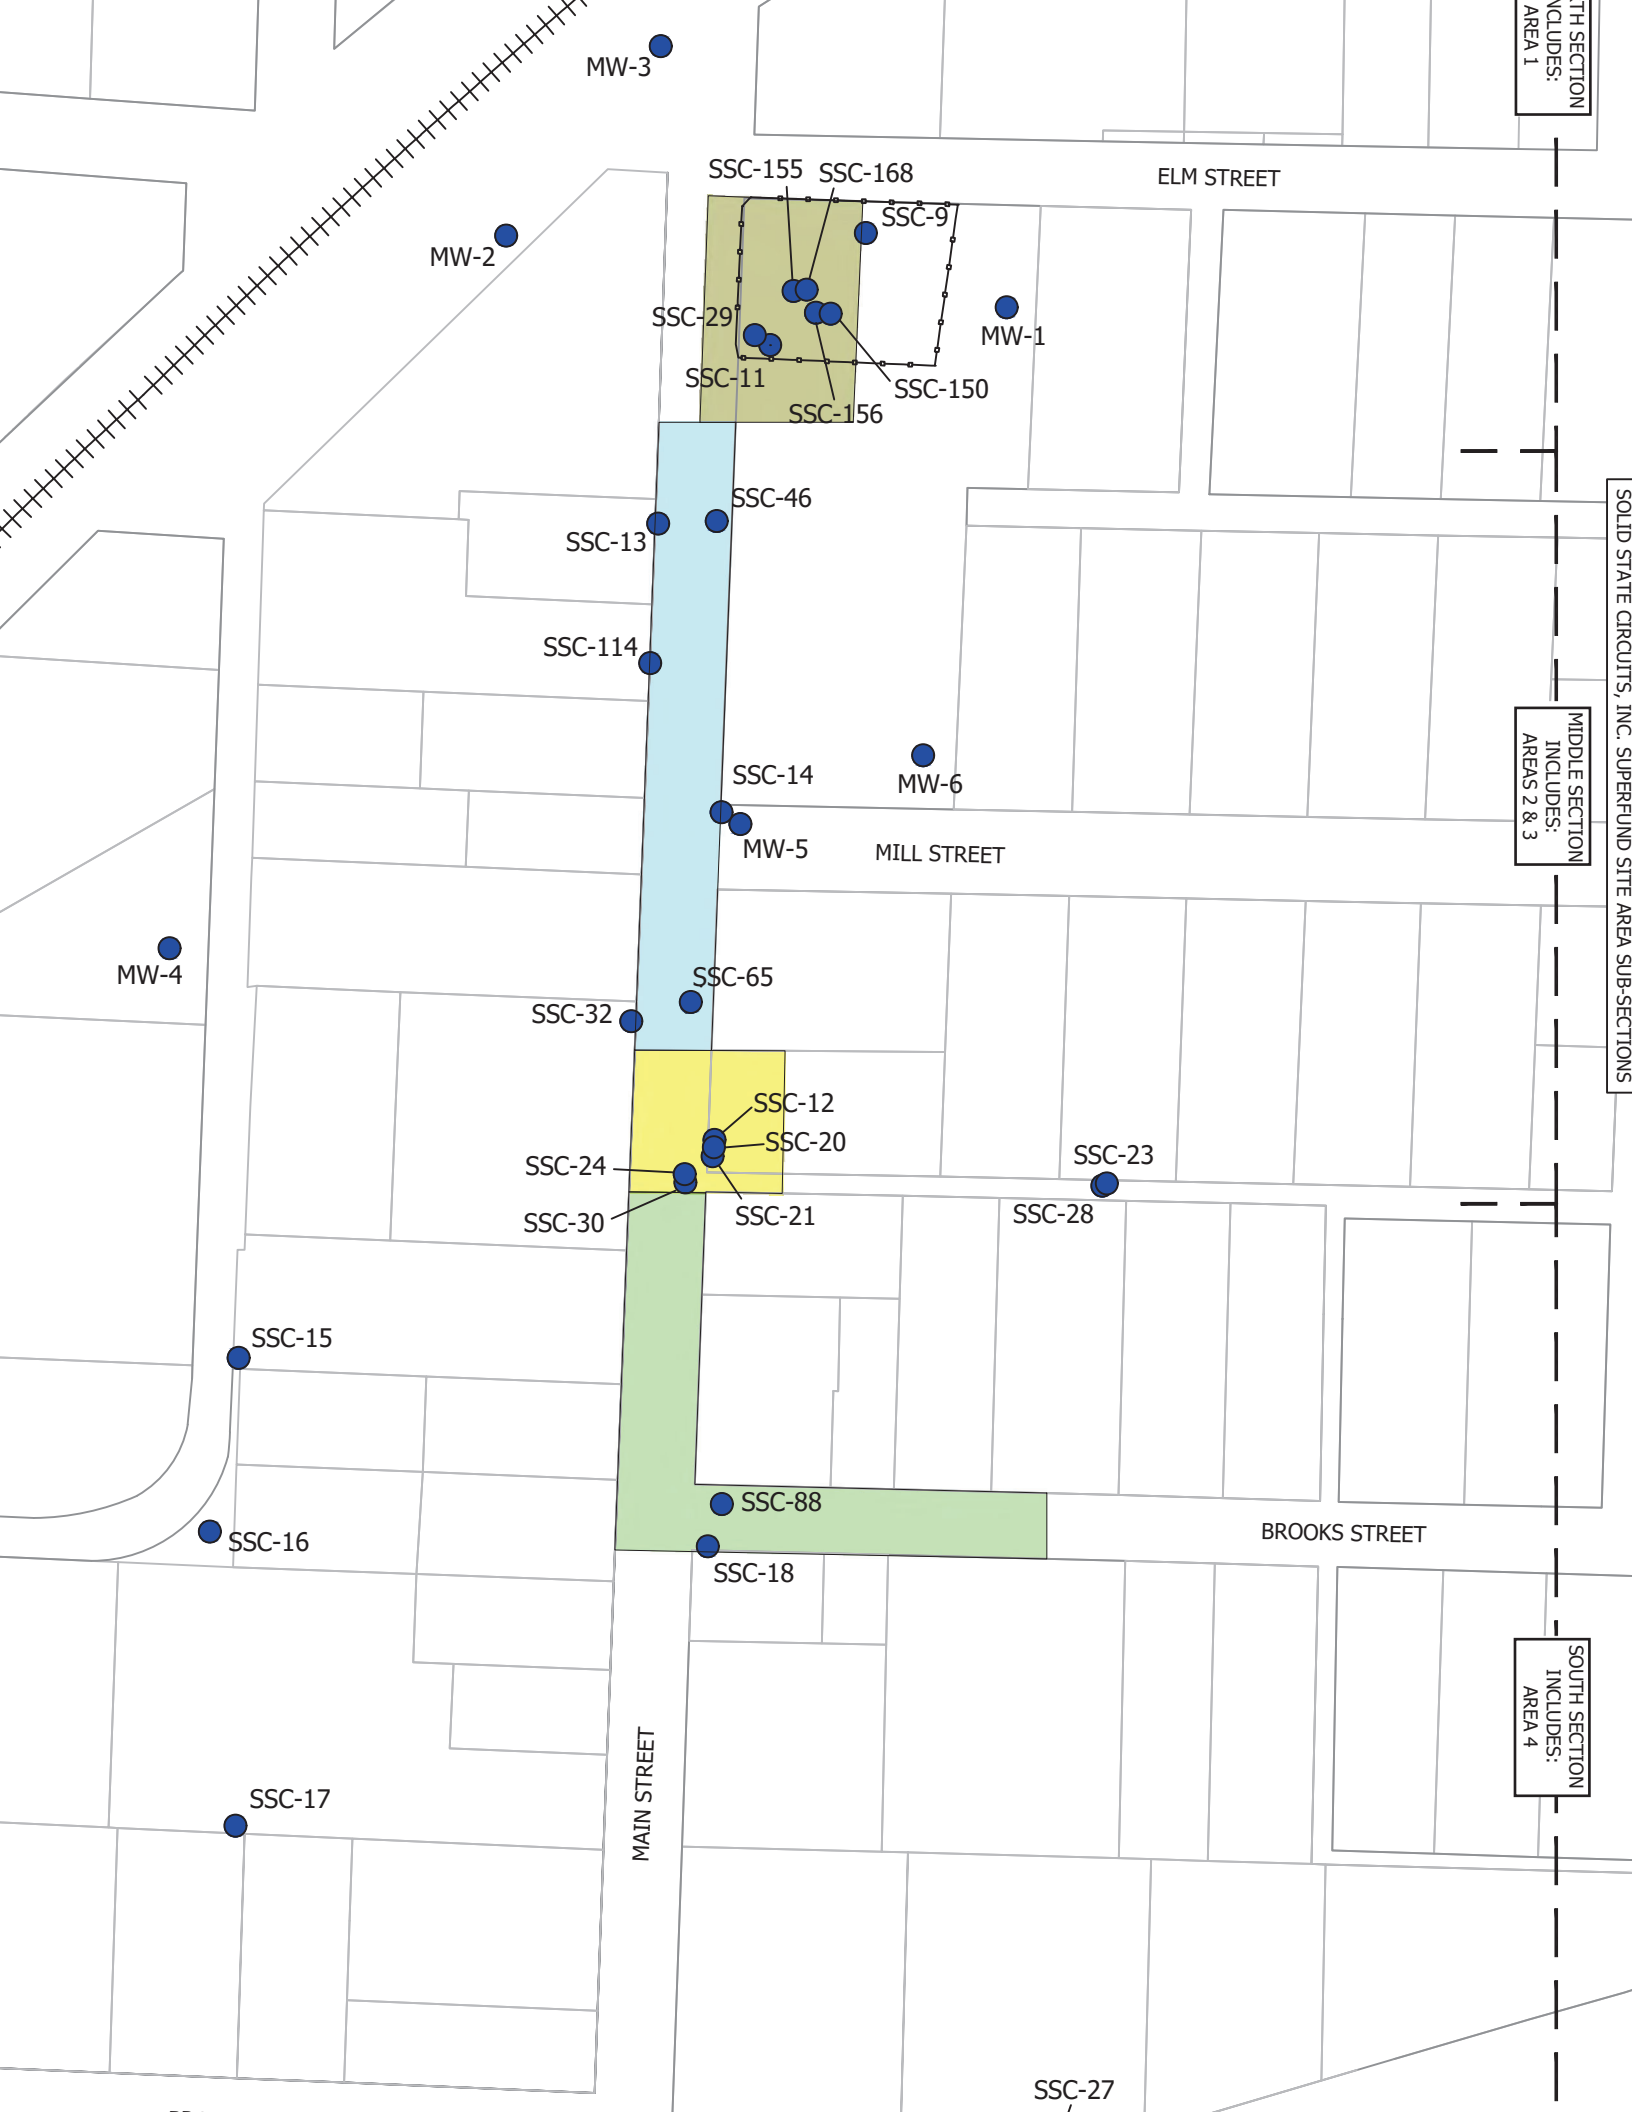 TH SECTION
NCLUDES:
AREA 1
MW-3
ELM STREET
SSC-155
SSC-168
SSC-9
MW-2
SSC-29
MW-1
SSC-11
SSC-150
SSC-156
SSC-46
SSC-13
SSC-114
SOLID STATE CIRCUITS, INC. SUPERFUND SITE AREA SUB-SECTIONS
MIDDLE SECTION
INCLUDES:
AREAS 2 & 3
SSC-14
MW-6
MW-5
MILL STREET
MW-4
SSC-65
SSC-32
SSC-12
SSC-20
SSC-24
SSC-23
SSC-30
SSC-21
SSC-28
SSC-15
SSC-88
SSC-16
BROOKS STREET
SSC-18
SOUTH SECTION
INCLUDES:
AREA 4
MAIN STREET
SSC-17
SSC-27